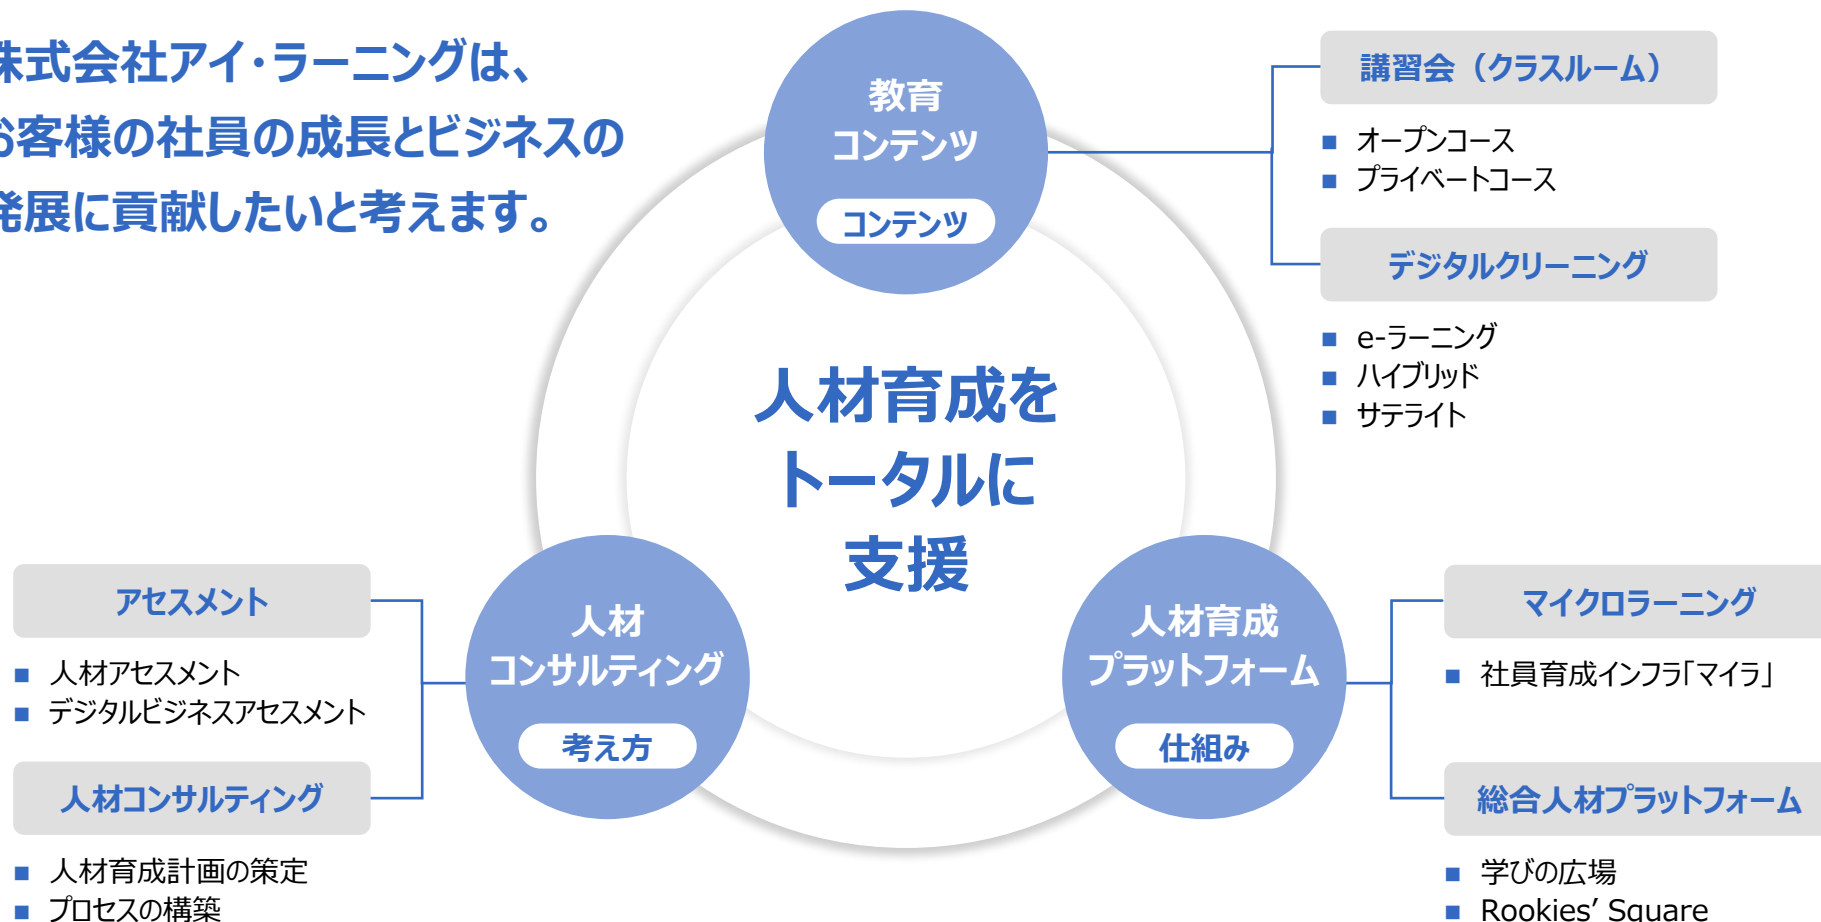 株式会社アイ・ラーニングは、
お客様の社員の成長とビジネスの
発展に貢献したいと考えます。
教育
コンテンツ
コンテンツ
講習会（クラスルーム）
■ オープンコース
■ プライベートコース
デジタルクリーニング
■ e-ラーニング
■ ハイブリッド
■ サテライト
人材育成を
トータルに
支援
人材
コンサルティング
考え方
アセスメント
■ 人材アセスメント
■ デジタルビジネスアセスメント
人材コンサルティング
■ 人材育成計画の策定
■ プロセスの構築
人材育成
プラットフォーム
仕組み
マイクロラーニング
■ 社員育成インフラ「マイラ」
総合人材プラットフォーム
■ 学びの広場
■ Rookies’ Square